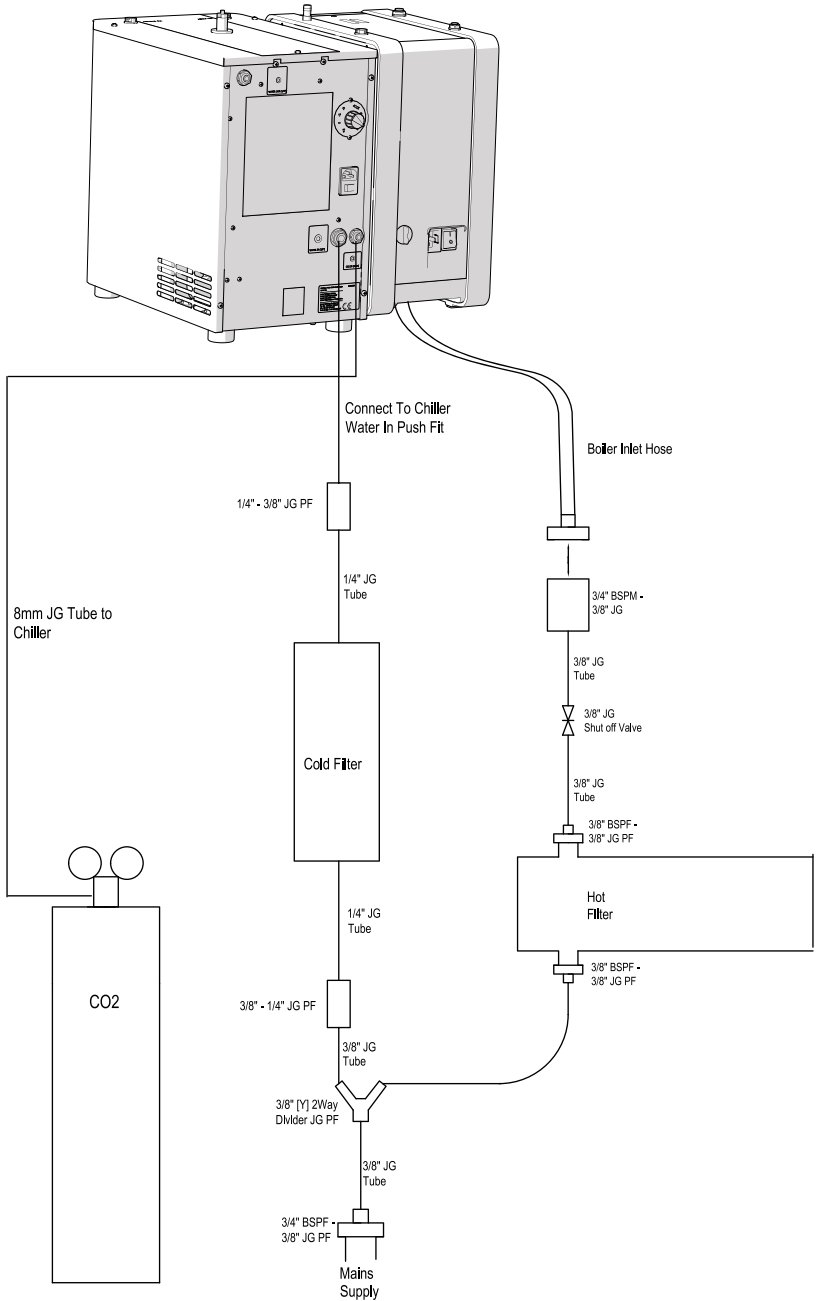 Connect To Chiller
Water In Push Fit
Boiler Inlet Hose
1/4" - 3/8" JG PF
1/4" JG
Tube
3/4" BSPM -
3/8" JG
8mm JG Tube to
Chiller
3/8" JG
Tube
3/8" JG
Shut off Valve
Cold Filter
3/8" JG
Tube
3/8" BSPF -
3/8" JG PF
Hot
Filter
1/4" JG
Tube
3/8" BSPF -
3/8" JG PF
CO2
3/8" - 1/4" JG PF
3/8" JG
Tube
3/8" [Y] 2Way
Divider JG PF
3/8" JG
Tube
3/4" BSPF -
3/8" JG PF
Mains
Supply